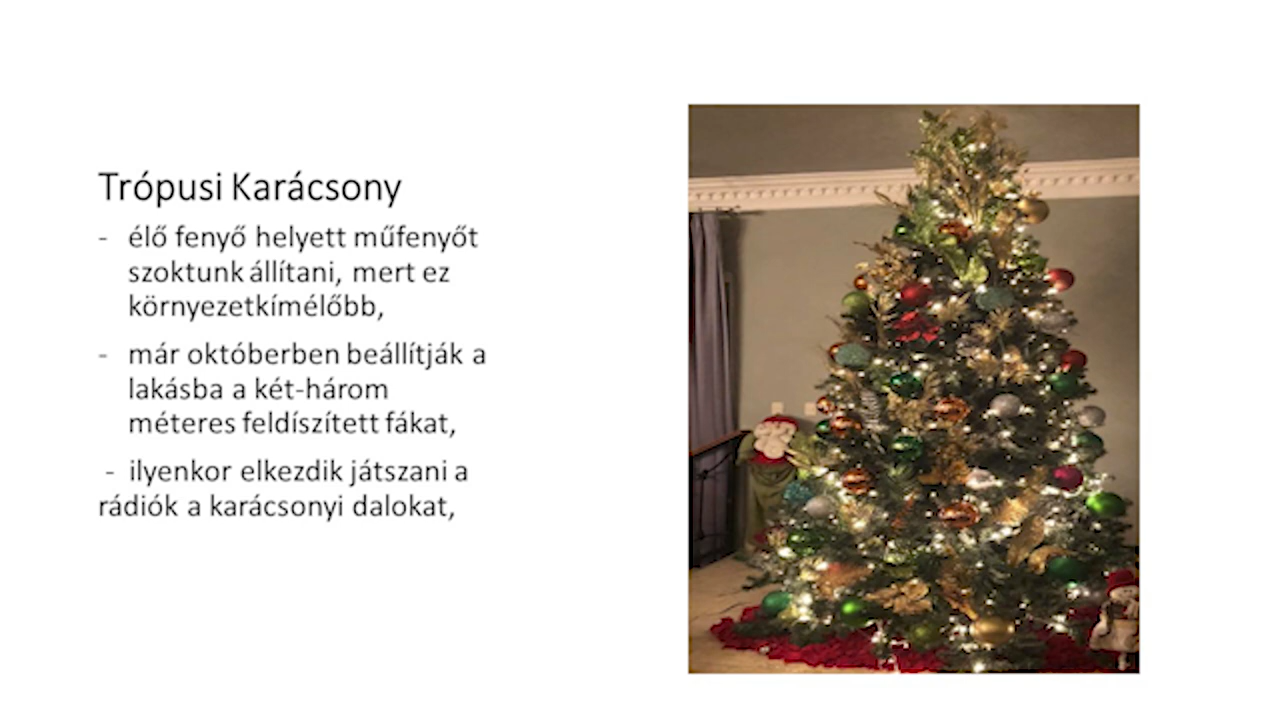 Trópusi Karácsony
- élő fenyő helyett műfenyőt
szoktunk állítani, mert ez
környezetkímélőbb,
- már októberben beállítják a
lakásba a két-három
méteres feldíszített fákat,
- ilyenkor elkezdik játszani a
rádiók a karácsonyi dalokat,